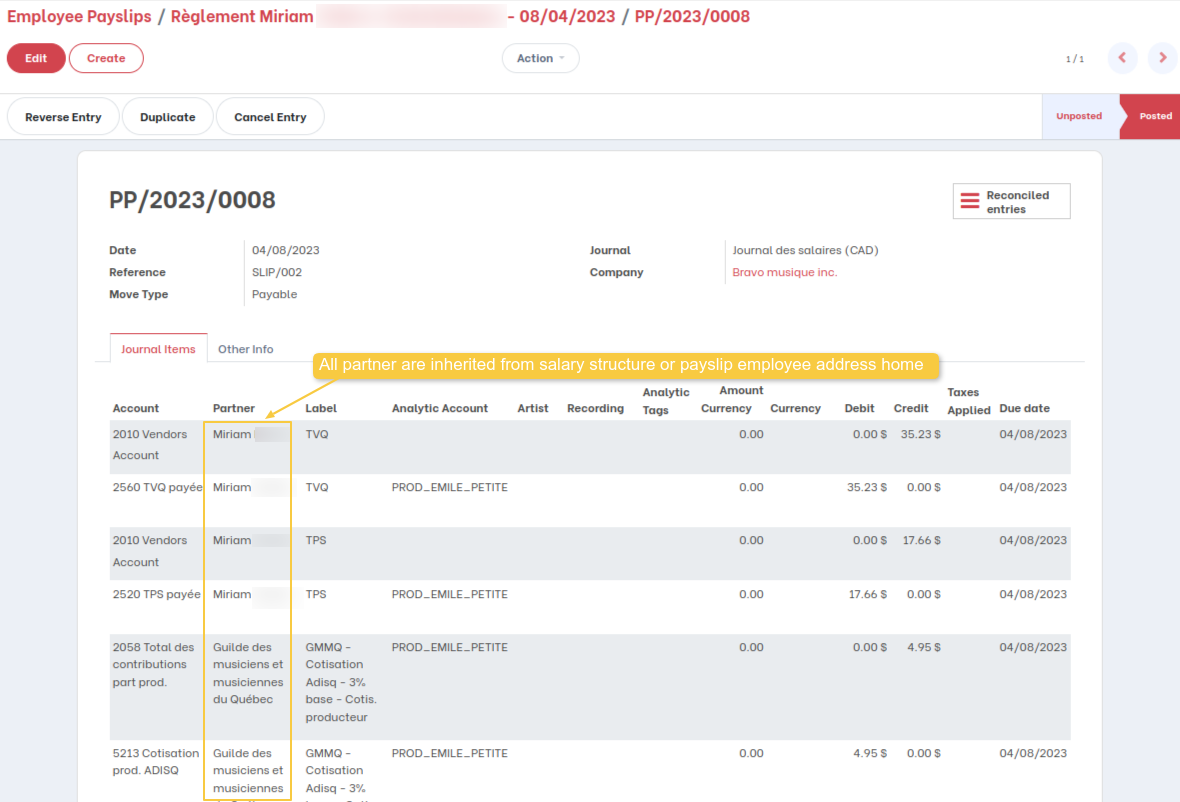 Employee Payslips / Règlement Miriam - 08/04/2023 / PP/2023/0008
Edit Create Action 1 / 1
Reverse Entry Duplicate Cancel Entry Unposted Posted
PP/2023/0008
Reconciled
entries
Date 04/08/2023 Journal Journal des salaires (CAD)
Reference SLIP/002 Company Bravo musique inc.
Move Type Payable
Journal Items Other Info
All partner are inherited from salary structure or payslip employee address home
Analytic Amount Taxes
Account Partner Label Analytic Account Artist Recording Tags Currency Currency Debit Credit Applied Due date
2010 Vendors Miriam TVQ 0.00 0.00 $ 35.23 $ 04/08/2023
Account
2560 TVQ payée Miriam TVQ PROD_EMILE_PETITE 0.00 35.23 $ 0.00 $ 04/08/2023
2010 Vendors Miriam TPS 0.00 0.00 $ 17.66 $ 04/08/2023
Account
2520 TPS payée Miriam TPS PROD_EMILE_PETITE 0.00 17.66 $ 0.00 $ 04/08/2023
2058 Total des Guilde des GMMQ - PROD_EMILE_PETITE 0.00 0.00 $ 4.95 $ 04/08/2023
contributions musiciens et Cotisation
part prod. musiciennes Adisq - 3%
du Québec base - Cotis.
producteur
5213 Cotisation Guilde des GMMQ - PROD_EMILE_PETITE 0.00 4.95 $ 0.00 $ 04/08/2023
prod. ADISQ musiciens et Cotisation
musiciennes Adisq - 3%